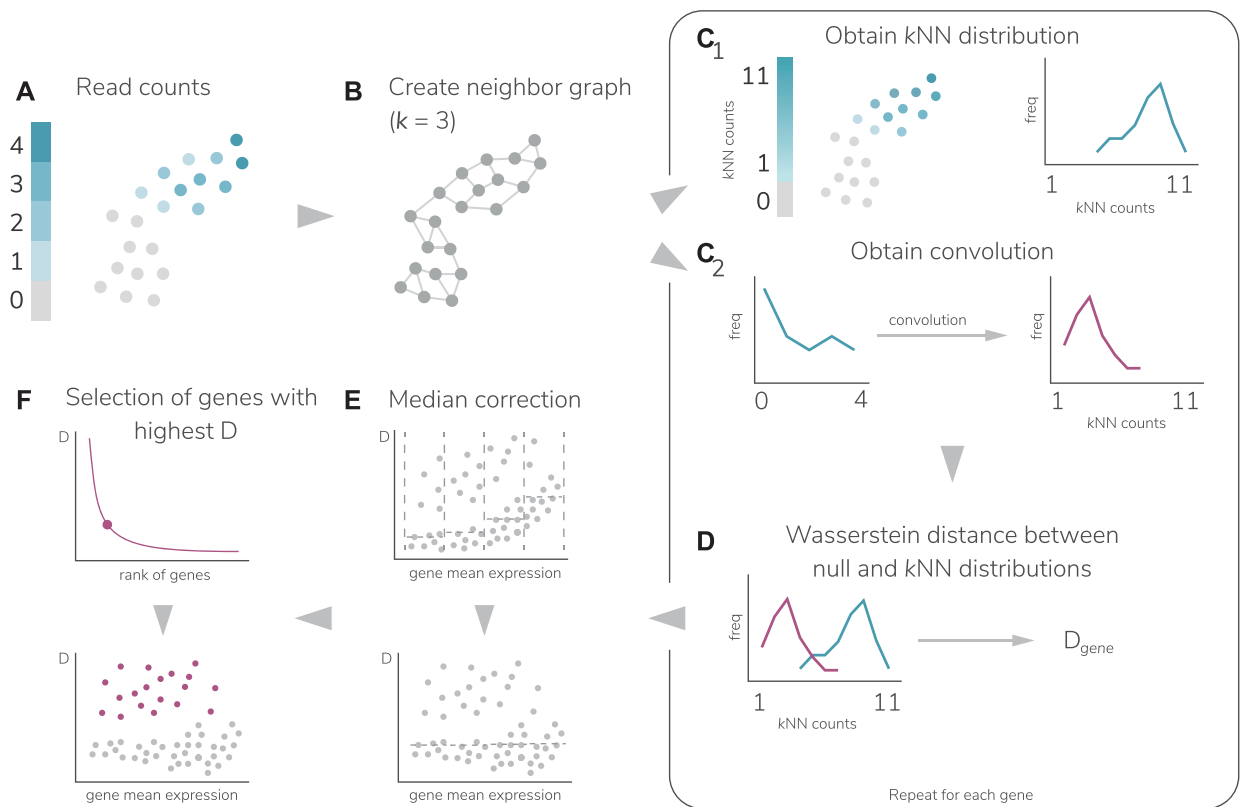 A
Read counts
4
3
2
1
0
B
Create neighbor graph
(k = 3)
C1
Obtain kNN distribution
11
1
0
kNN counts
freq
1
11
kNN counts
C2
Obtain convolution
freq
0
4
convolution
freq
1
11
kNN counts
D
Wasserstein distance between
null and kNN distributions
freq
1
11
kNN counts
Dgene
Repeat for each gene
E
Median correction
D
gene mean expression
D
gene mean expression
F
Selection of genes with
highest D
D
rank of genes
D
gene mean expression